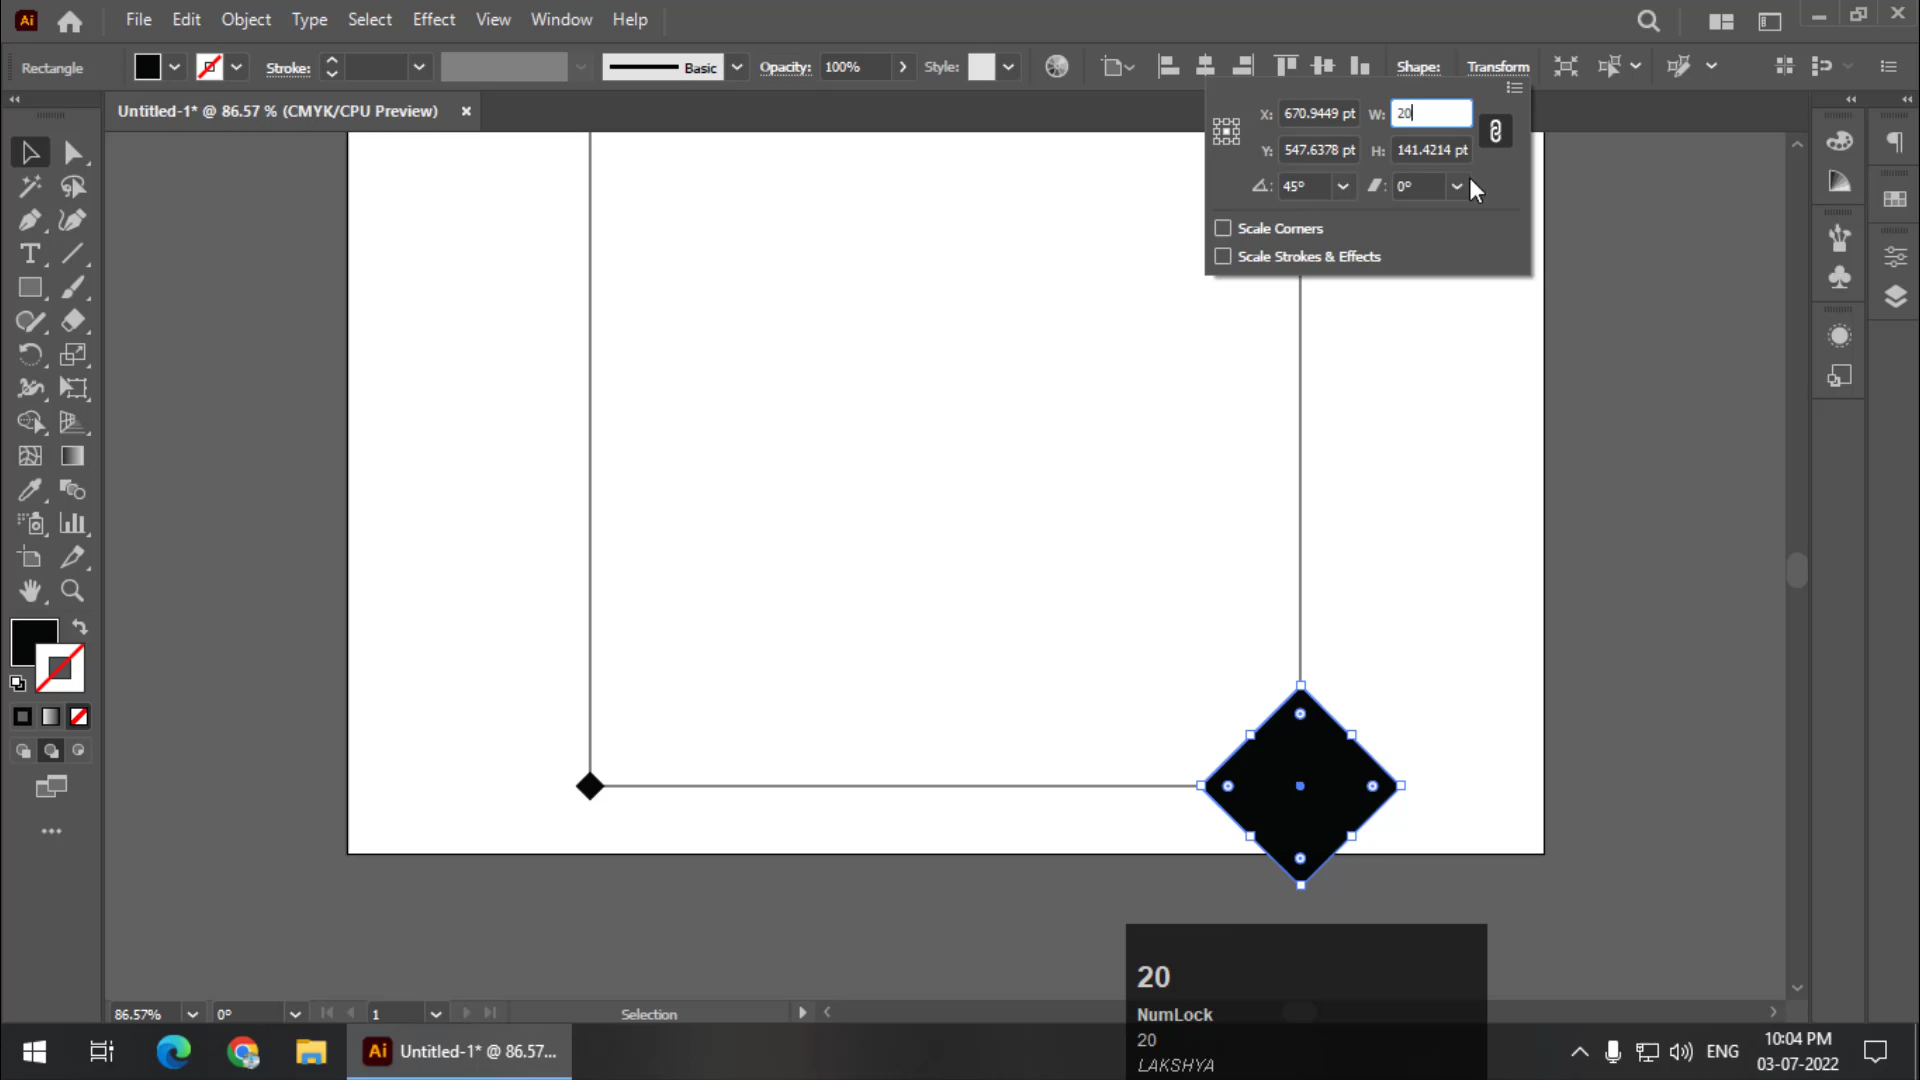 Ai File Edit Object Type Select Effect View Window Help
Rectangle Stroke: Basic Opacity: 100% Style: Shape: Transform
Untitled-1* @ 86.57 % (CMYK/CPU Preview) ×
X: 670.9449 pt W: 20
Y: 547.6378 pt H: 141.4214 pt
45° 0°
Scale Corners
Scale Strokes & Effects
20
NumLock
20
LAKSHYA
86.57% 0° 1 Selection
Ai Untitled-1* @ 86.57... ENG 10:04 PM
03-07-2022